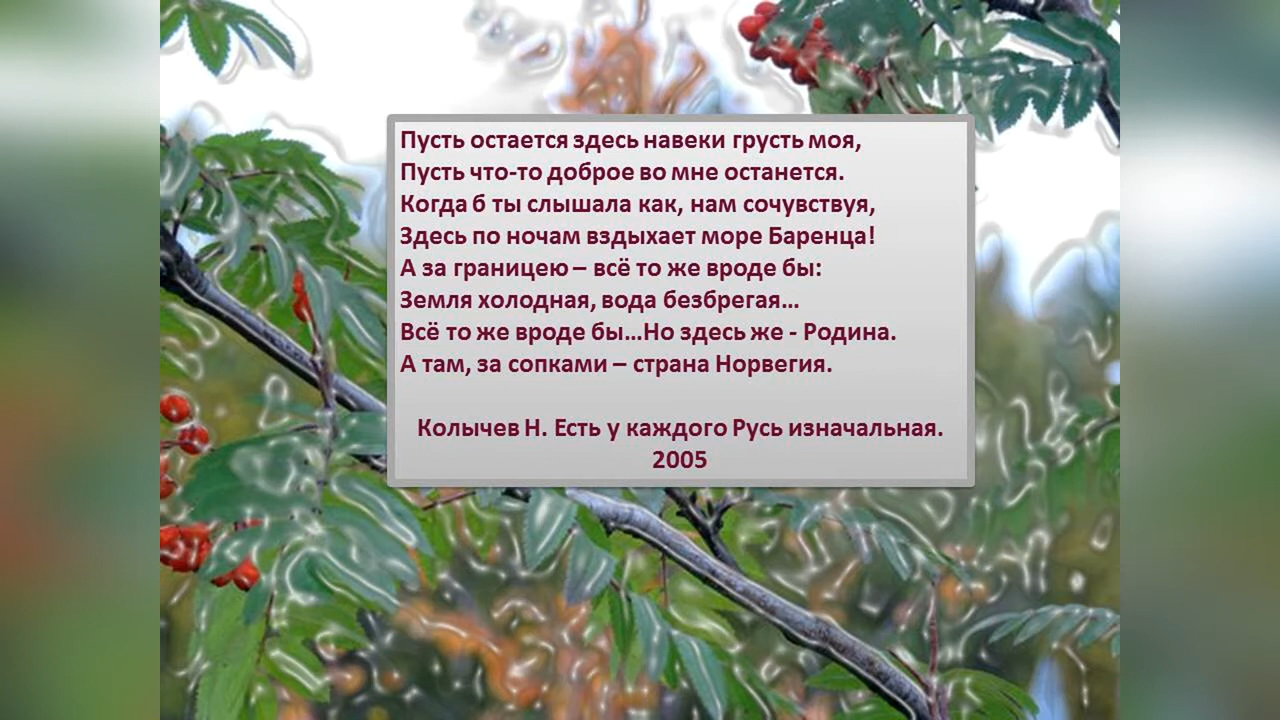 Пусть остается здесь навеки грусть моя,
Пусть что-то доброе во мне останется.
Когда б ты слышала как, нам сочувствуя,
Здесь по ночам вздыхает море Баренца!
А за границею – всё то же вроде бы:
Земля холодная, вода безбрегая...
Всё то же вроде бы...Но здесь же - Родина.
А там, за сопками – страна Норвегия.
Колычев Н. Есть у каждого Русь изначальная.
2005